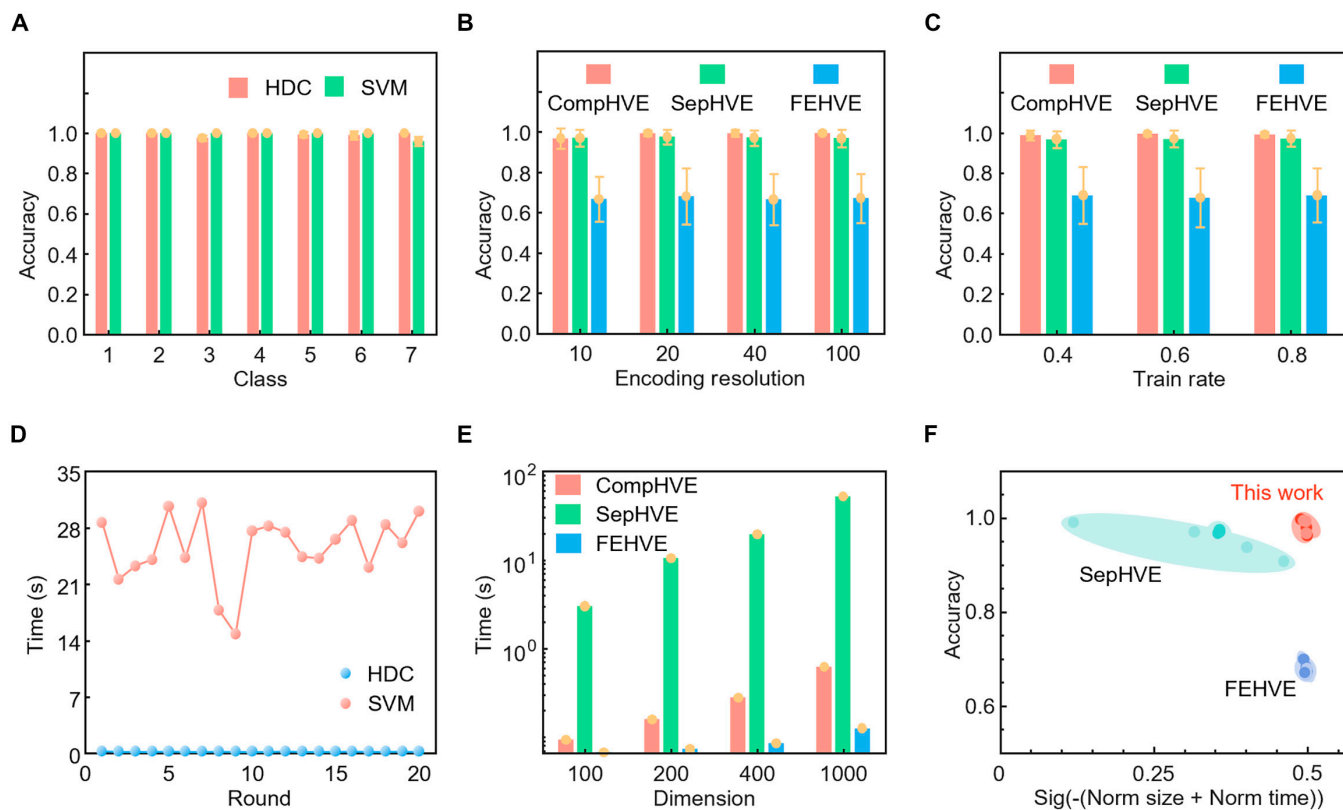 A
HDC SVM
Accuracy
1.0
0.8
0.6
0.4
0.2
0.0
1 2 3 4 5 6 7
Class
B
CompHVE SepHVE FEHVE
Accuracy
1.0
0.8
0.6
0.4
0.2
0.0
10 20 40 100
Encoding resolution
C
CompHVE SepHVE FEHVE
Accuracy
1.0
0.8
0.6
0.4
0.2
0.0
0.4 0.6 0.8
Train rate
D
Time (s)
35
28
21
14
7
0
HDC
SVM
0 5 10 15 20
Round
E
Time (s)
10²
10¹
10⁰
CompHVE
SepHVE
FEHVE
100 200 400 1000
Dimension
F
Accuracy
1.0
0.8
0.6
This work
SepHVE
FEHVE
0 0.25 0.5
Sig(-(Norm size + Norm time))